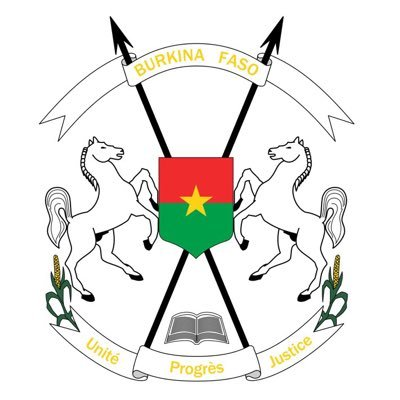 BURKINA FASO
Unité Progrès Justice